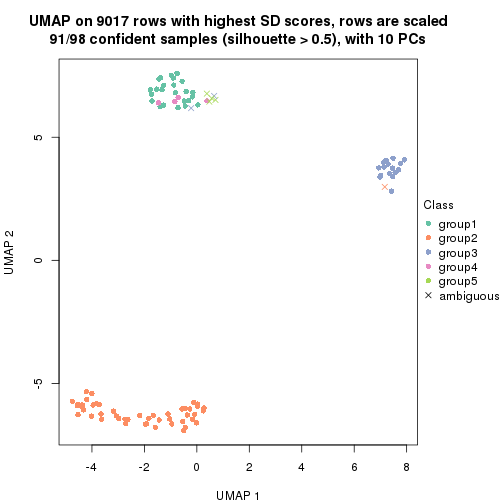 UMAP on 9017 rows with highest SD scores, rows are scaled
91/98 confident samples (silhouette > 0.5), with 10 PCs
5
0
-5
UMAP 2
-4
-2
0
2
4
6
8
UMAP 1
Class
group1
group2
group3
group4
group5
ambiguous